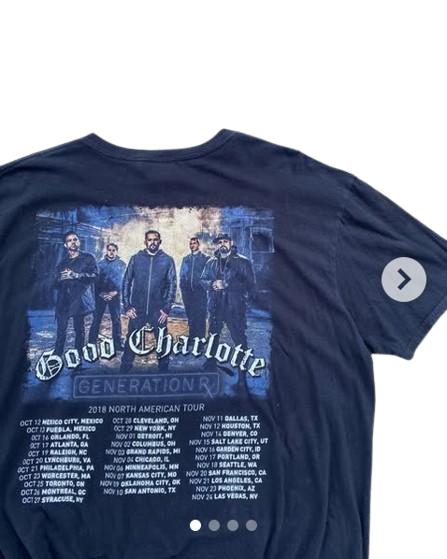 Good Charlotte
GENERATION RX
2018 NORTH AMERICAN TOUR
OCT 12 MEXICO CITY, MEXICO
OCT 13 PUEBLA, MEXICO
OCT 16 ORLANDO, FL
OCT 17 ATLANTA, GA
OCT 19 RALEIGH, NC
OCT 20 LYNCHBURG, VA
OCT 21 PHILADELPHIA, PA
OCT 23 WORCESTER, MA
OCT 25 TORONTO, ON
OCT 26 MONTREAL, QC
OCT 27 SYRACUSE, NY
OCT 28 CLEVELAND, OH
OCT 29 NEW YORK, NY
NOV 01 DETROIT, MI
NOV 02 COLUMBUS, OH
NOV 03 GRAND RAPIDS, MI
NOV 04 CHICAGO, IL
NOV 06 MINNEAPOLIS, MN
NOV 07 KANSAS CITY, MO
NOV OKLAHOMA CITY, OK
NOV 10 SAN ANTONIO, TX
NOV 11 DALLAS, TX
NOV 12 HOUSTON, TX
NOV 14 DENVER, CO
NOV 15 SALT LAKE CITY, UT
NOV 16 GARDEN CITY, ID
NOV 17 PORTLAND, OR
NOV 18 SEATTLE, WA
NOV 20 SAN FRANCISCO, CA
NOV 21 LOS ANGELES, CA
NOV 23 PHOENIX, AZ
NOV 24 LAS VEGAS, NV